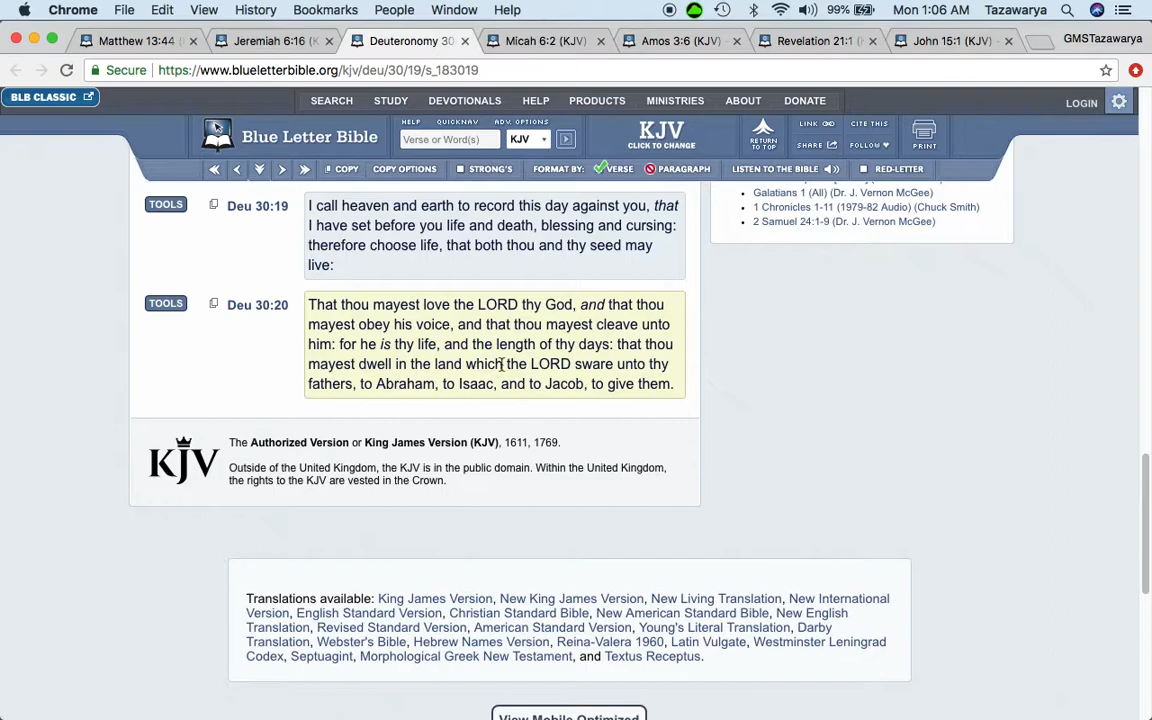 Chrome File Edit View History Bookmarks People Window Help 99% Mon 1:06 AM Tazawarya
Matthew 13:44 (K Jeremiah 6:16 (K Deuteronomy 30 Micah 6:2 (KJV) Amos 3:6 (KJV) Revelation 21:1 ( John 15:1 (KJV) GMSTazawarya
Secure https://www.blueletterbible.org/kjv/deu/30/19/s_183019
BLB CLASSIC SEARCH STUDY DEVOTIONALS HELP PRODUCTS MINISTRIES ABOUT DONATE LOGIN
HELP QUICKNAV ADV. OPTIONS
Blue Letter Bible Verse or Word(s) KJV
KJV
CLICK TO CHANGE
RETURN
TO TOP
LINK CITE THIS
SHARE FOLLOW
PRINT
COPY COPY OPTIONS STRONG'S FORMAT BY: VERSE PARAGRAPH LISTEN TO THE BIBLE RED-LETTER
Galatians 1 (All) (Dr. J. Vernon McGee)
1 Chronicles 1-11 (1979-82 Audio) (Chuck Smith)
2 Samuel 24:1-9 (Dr. J. Vernon McGee)
TOOLS Deu 30:19 I call heaven and earth to record this day against you, that
I have set before you life and death, blessing and cursing:
therefore choose life, that both thou and thy seed may
live:
TOOLS Deu 30:20 That thou mayest love the LORD thy God, and that thou
mayest obey his voice, and that thou mayest cleave unto
him: for he is thy life, and the length of thy days: that thou
mayest dwell in the land which the LORD sware unto thy
fathers, to Abraham, to Isaac, and to Jacob, to give them.
KJV
The Authorized Version or King James Version (KJV), 1611, 1769.
Outside of the United Kingdom, the KJV is in the public domain. Within the United Kingdom,
the rights to the KJV are vested in the Crown.
Translations available: King James Version, New King James Version, New Living Translation, New International
Version, English Standard Version, Christian Standard Bible, New American Standard Bible, New English
Translation, Revised Standard Version, American Standard Version, Young's Literal Translation, Darby
Translation, Webster's Bible, Hebrew Names Version, Reina-Valera 1960, Latin Vulgate, Westminster Leningrad
Codex, Septuagint, Morphological Greek New Testament, and Textus Receptus.
View Mobile Optimized